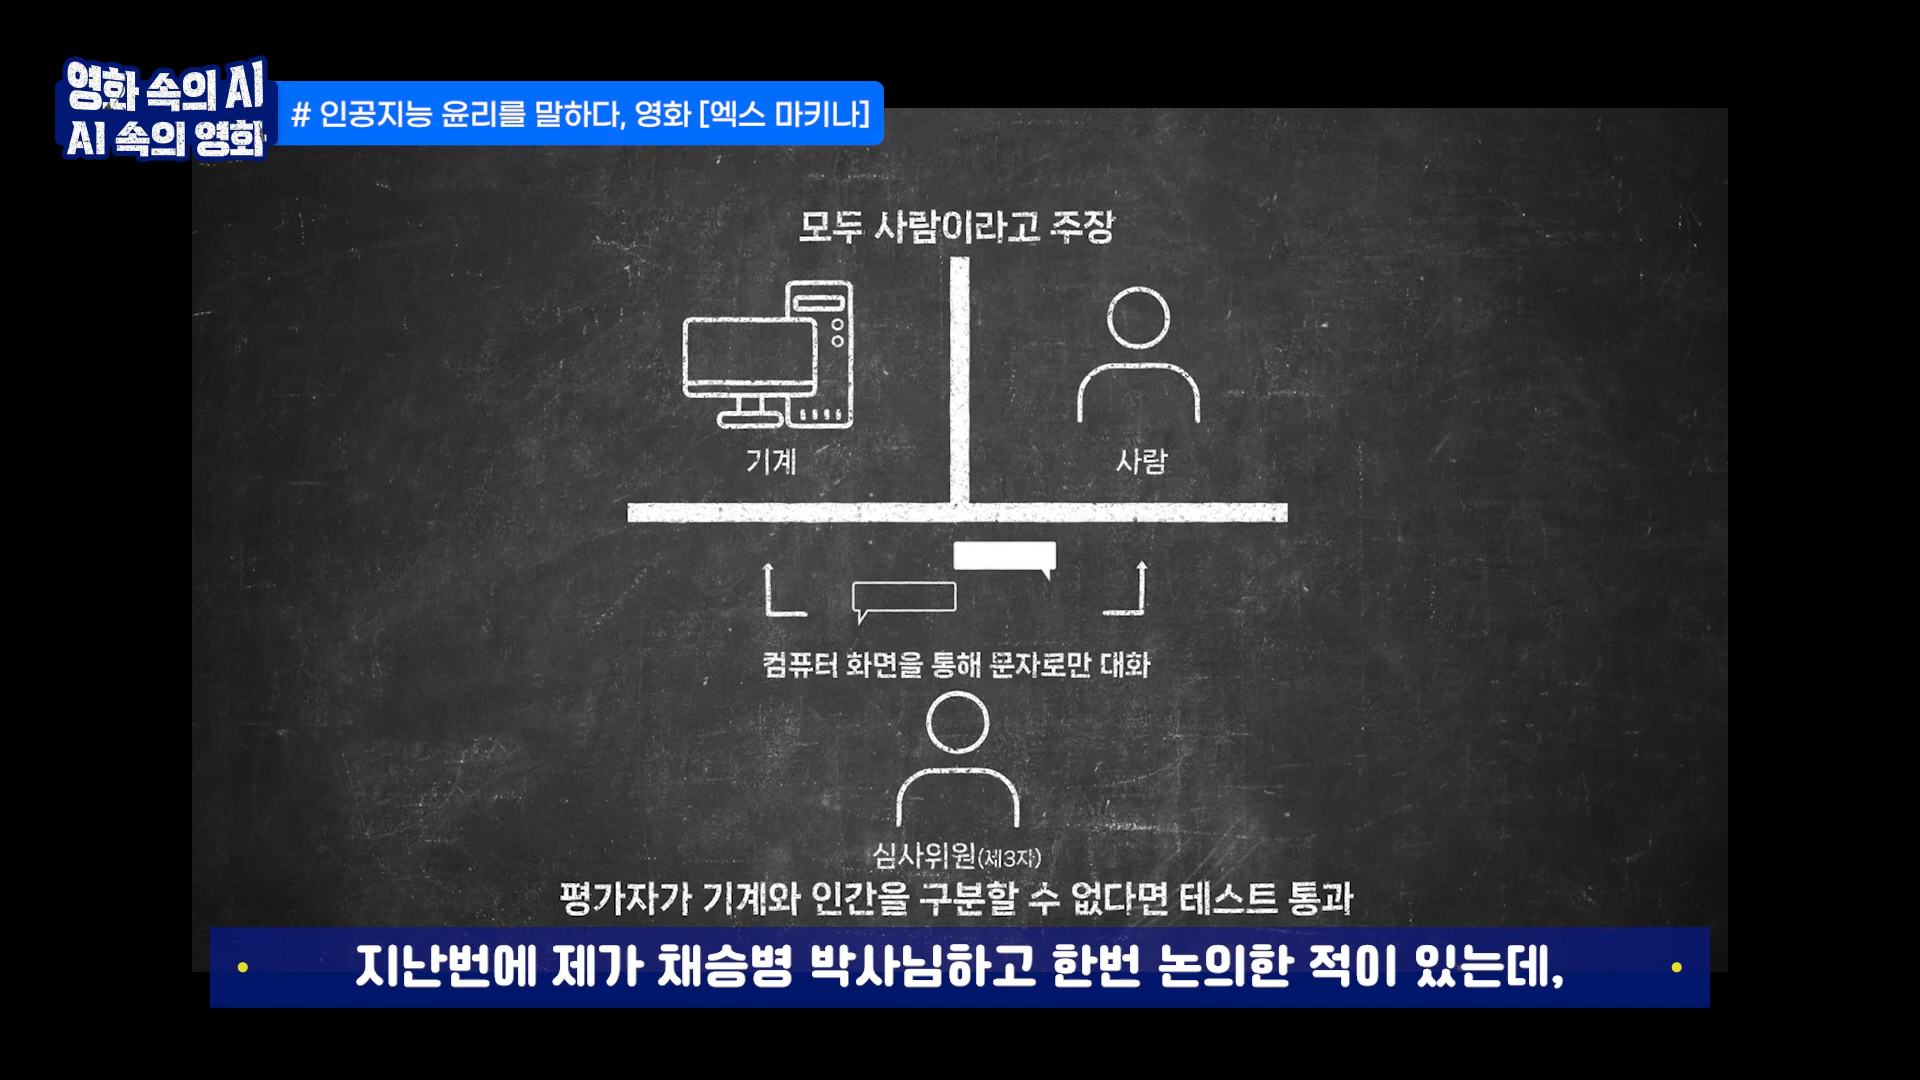 영화 속의 AI
AI 속의 영화
# 인공지능 윤리를 말하다, 영화 [엑스 마키나]
모두 사람이라고 주장
기계
사람
컴퓨터 화면을 통해 문자로만 대화
심사위원(제3자)
평가자가 기계와 인간을 구분할 수 없다면 테스트 통과
지난번에 제가 채승병 박사님하고 한번 논의한 적이 있는데,